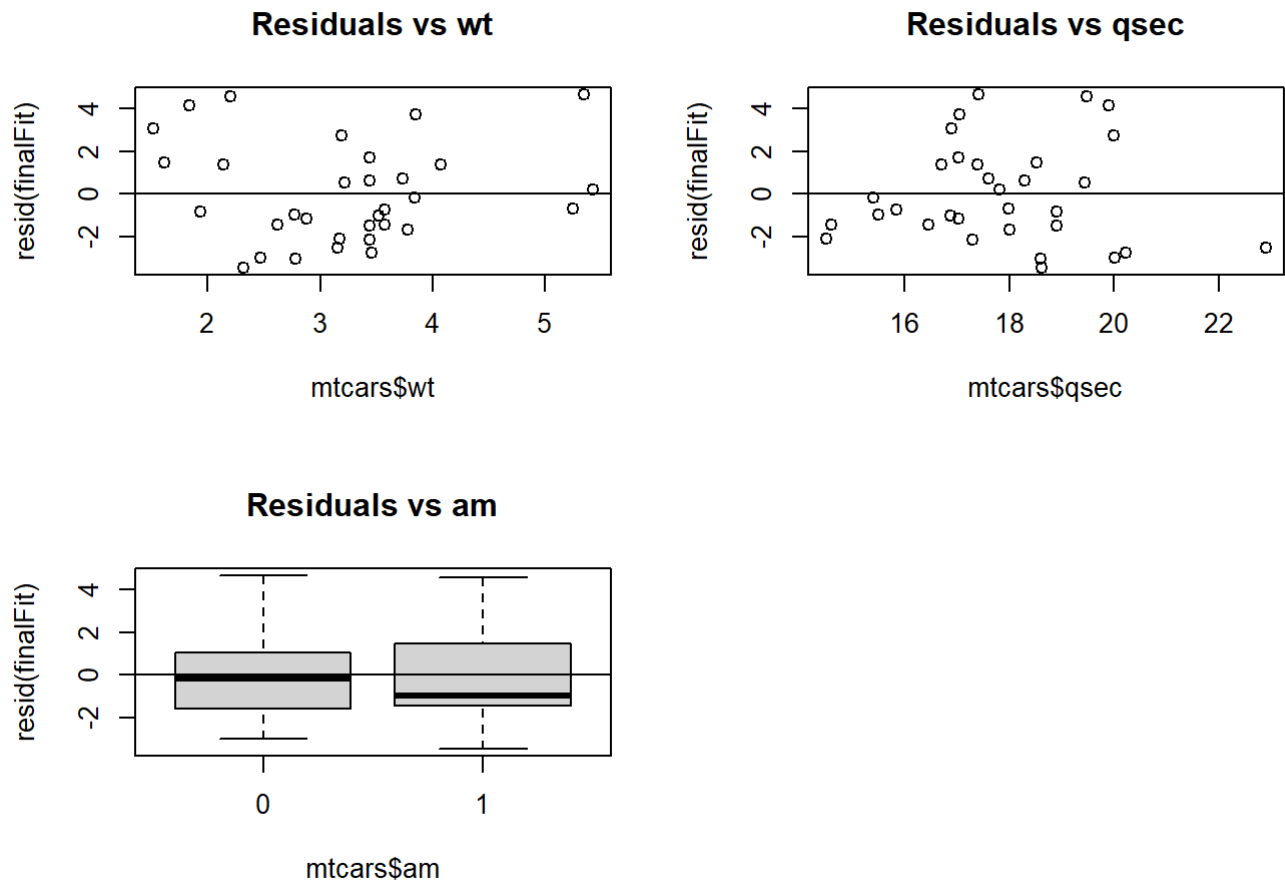 Residuals vs wt
resid(finalFit)
4
2
0
-2
2 3 4 5
mtcars$wt
Residuals vs qsec
resid(finalFit)
4
2
0
-2
16 18 20 22
mtcars$qsec
Residuals vs am
resid(finalFit)
4
2
0
-2
0 1
mtcars$am